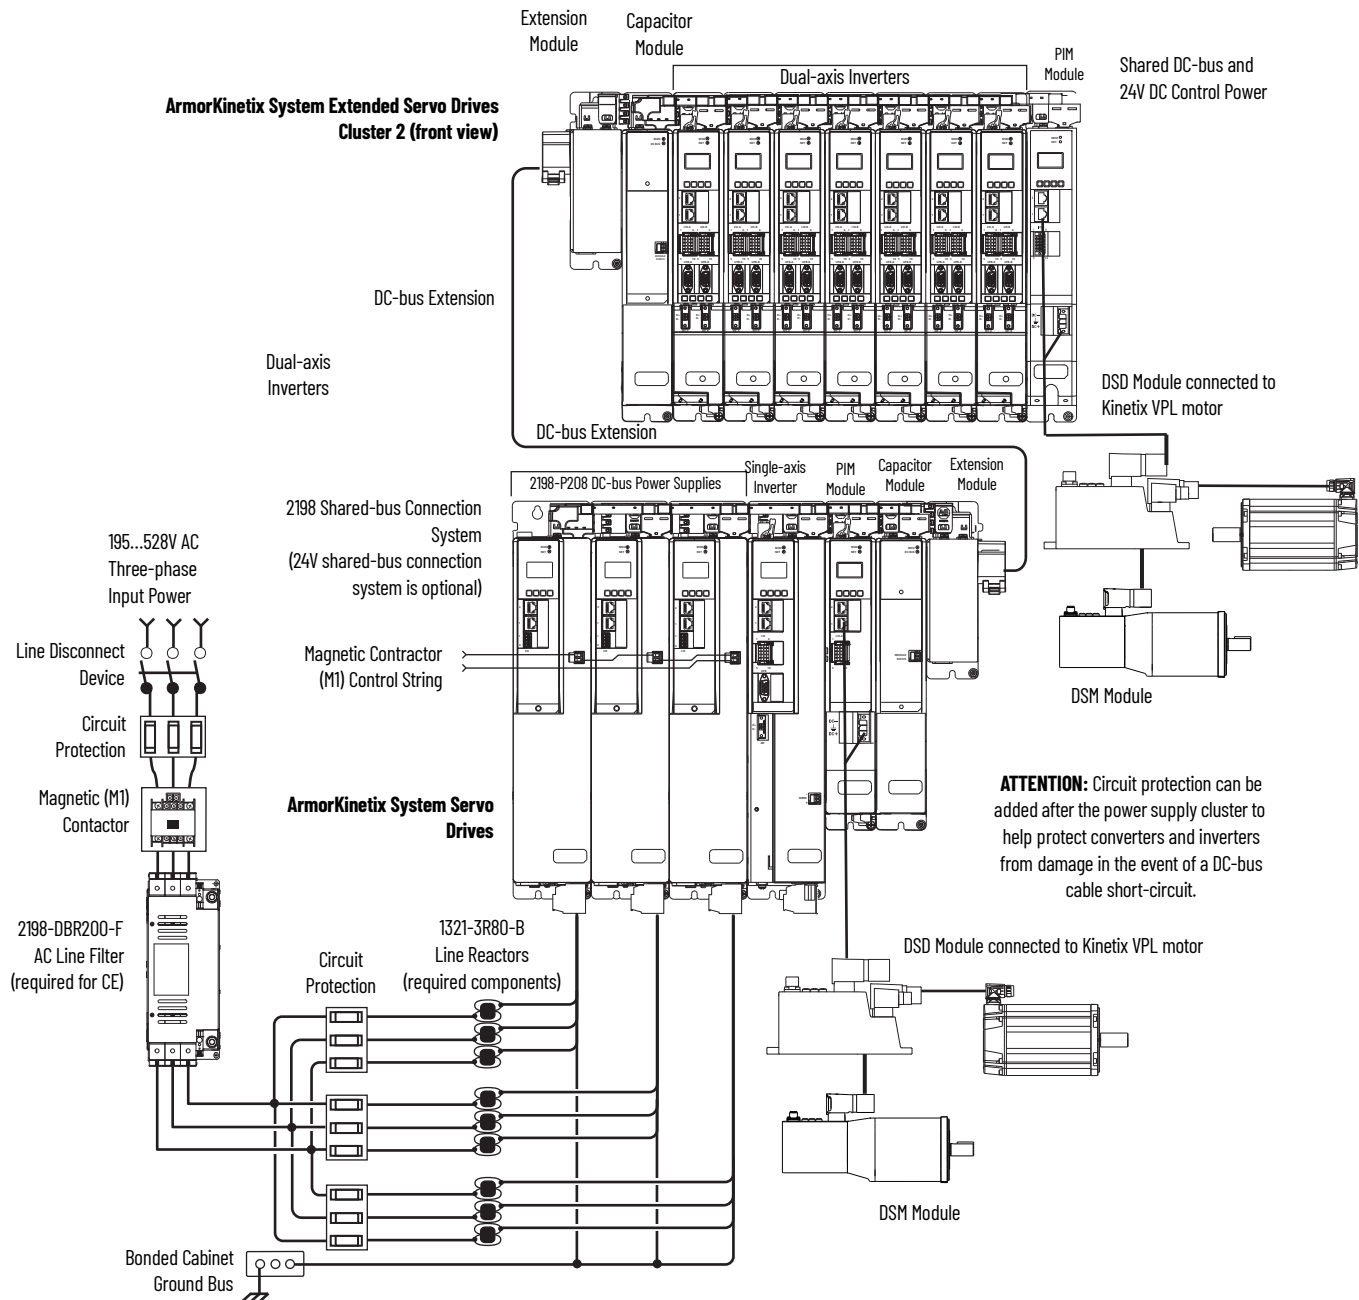 Extension
Module
Capacitor
Module
Dual-axis Inverters
PIM
Module
Shared DC-bus and
24V DC Control Power
ArmorKinetix System Extended Servo Drives
Cluster 2 (front view)
DC-bus Extension
Dual-axis
Inverters
DSD Module connected to
Kinetix VPL motor
DC-bus Extension
2198-P208 DC-bus Power Supplies
Single-axis
Inverter
PIM
Module
Capacitor
Module
Extension
Module
2198 Shared-bus Connection
System
(24V shared-bus connection
system is optional)
195...528V AC
Three-phase
Input Power
Line Disconnect
Device
Magnetic Contractor
(M1) Control String
DSM Module
Circuit
Protection
Magnetic (M1)
Contactor
ArmorKinetix System Servo
Drives
ATTENTION: Circuit protection can be
added after the power supply cluster to
help protect converters and inverters
from damage in the event of a DC-bus
cable short-circuit.
2198-DBR200-F
AC Line Filter
(required for CE)
Circuit
Protection
1321-3R80-B
Line Reactors
(required components)
DSD Module connected to Kinetix VPL motor
DSM Module
Bonded Cabinet
Ground Bus